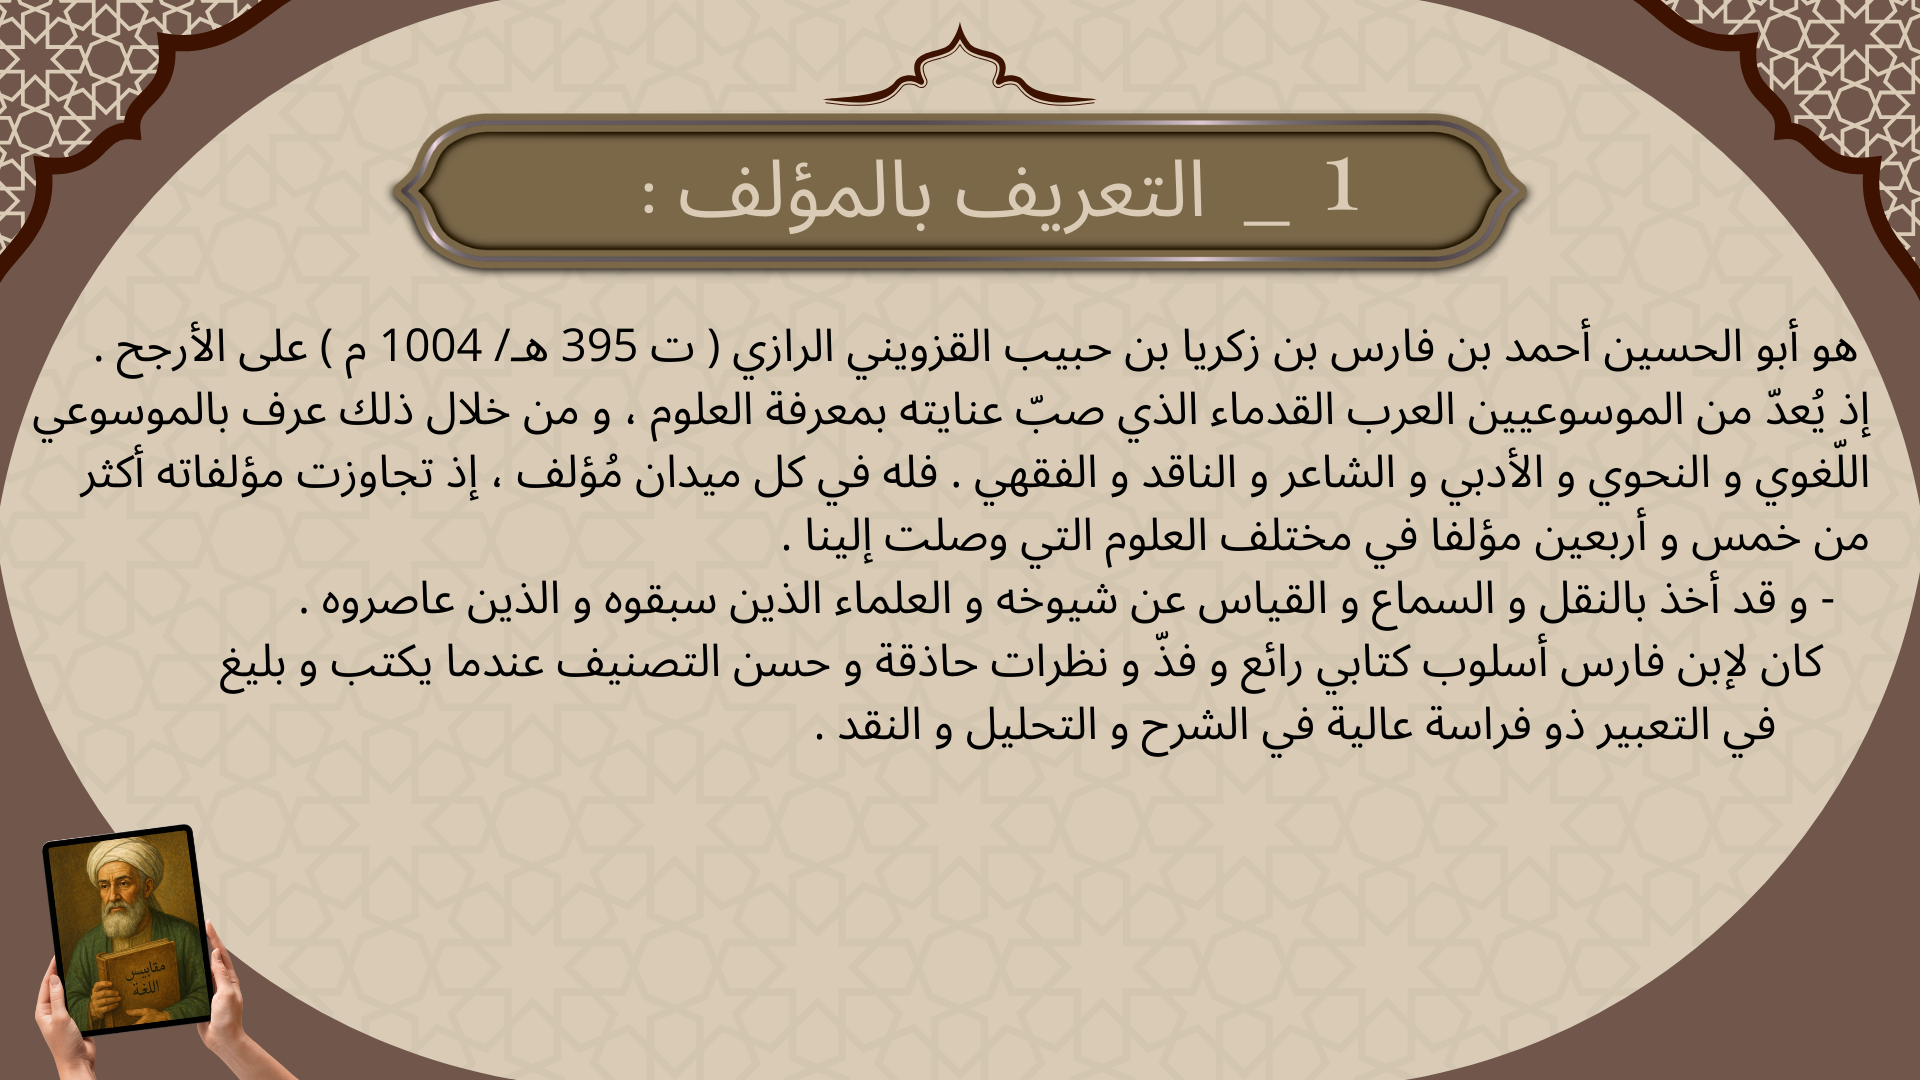 1 _ التعريف بالمؤلف :
هو أبو الحسين أحمد بن فارس بن زكريا بن حبيب القزويني الرازي ( ت 395 هـ/ 1004 م ) على الأرجح .
إذ يُعدّ من الموسوعيين العرب القدماء الذي صبّ عنايته بمعرفة العلوم ، و من خلال ذلك عرف بالموسوعي
اللّغوي و النحوي و الأدبي و الشاعر و الناقد و الفقهي . فله في كل ميدان مُؤلف ، إذ تجاوزت مؤلفاته أكثر
من خمس و أربعين مؤلفا في مختلف العلوم التي وصلت إلينا .
- و قد أخذ بالنقل و السماع و القياس عن شيوخه و العلماء الذين سبقوه و الذين عاصروه .
كان لإبن فارس أسلوب كتابي رائع و فذّ و نظرات حاذقة و حسن التصنيف عندما يكتب و بليغ
في التعبير ذو فراسة عالية في الشرح و التحليل و النقد .
مقاييس
اللغة